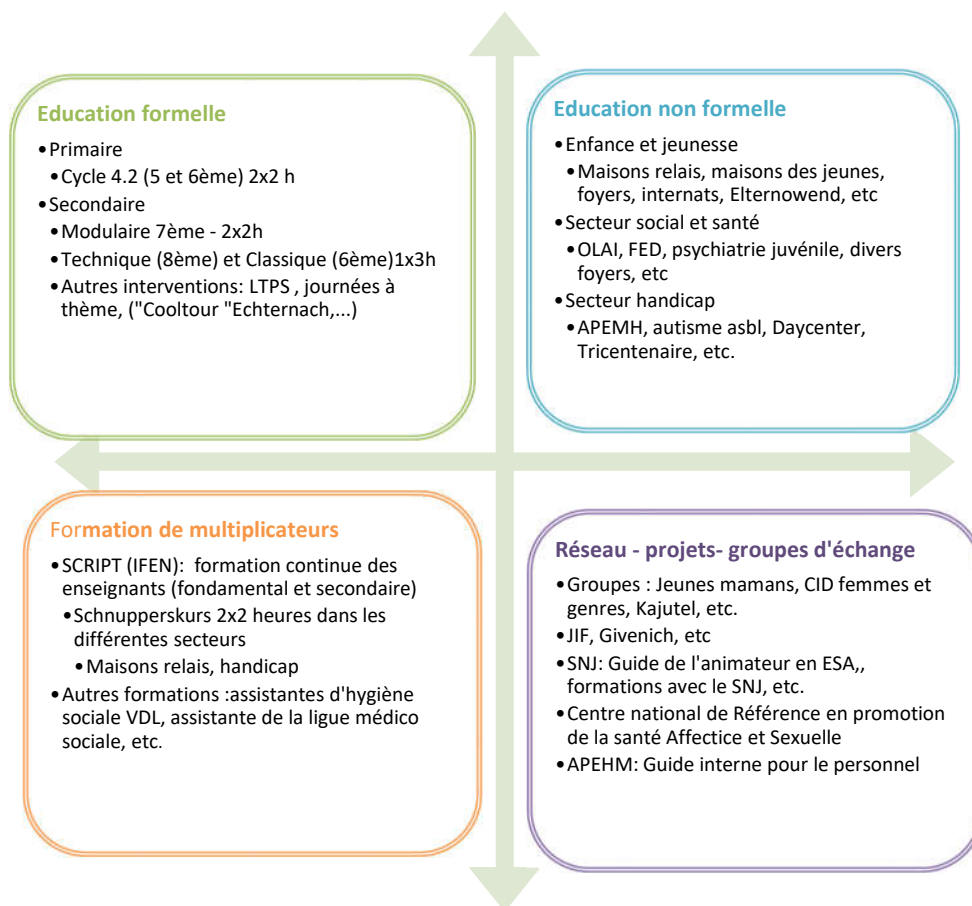 Education formelle
•Primaire
•Cycle 4.2 (5 et 6ème) 2x2 h
•Secondaire
•Modulaire 7ème - 2x2h
•Technique (8ème) et Classique (6ème)1x3h
•Autres interventions: LTPS , journées à
thème, ("Cooltour "Echternach,...)
Education non formelle
•Enfance et jeunesse
•Maisons relais, maisons des jeunes,
foyers, internats, Elternowend, etc
•Secteur social et santé
•OLAI, FED, psychiatrie juvénile, divers
foyers, etc
•Secteur handicap
•APEMH, autisme asbl, Daycenter,
Tricentenaire, etc.
Formation de multiplicateurs
•SCRIPT (IFEN): formation continue des
enseignants (fondamental et secondaire)
•Schnupperskurs 2x2 heures dans les
différentes secteurs
•Maisons relais, handicap
•Autres formations :assistantes d'hygiène
sociale VDL, assistante de la ligue médico
sociale, etc.
Réseau - projets- groupes d'échange
•Groupes : Jeunes mamans, CID femmes et
genres, Kajutel, etc.
•JIF, Givenich, etc
•SNJ: Guide de l'animateur en ESA,,
formations avec le SNJ, etc.
•Centre national de Référence en promotion
de la santé Affectice et Sexuelle
•APEHM: Guide interne pour le personnel